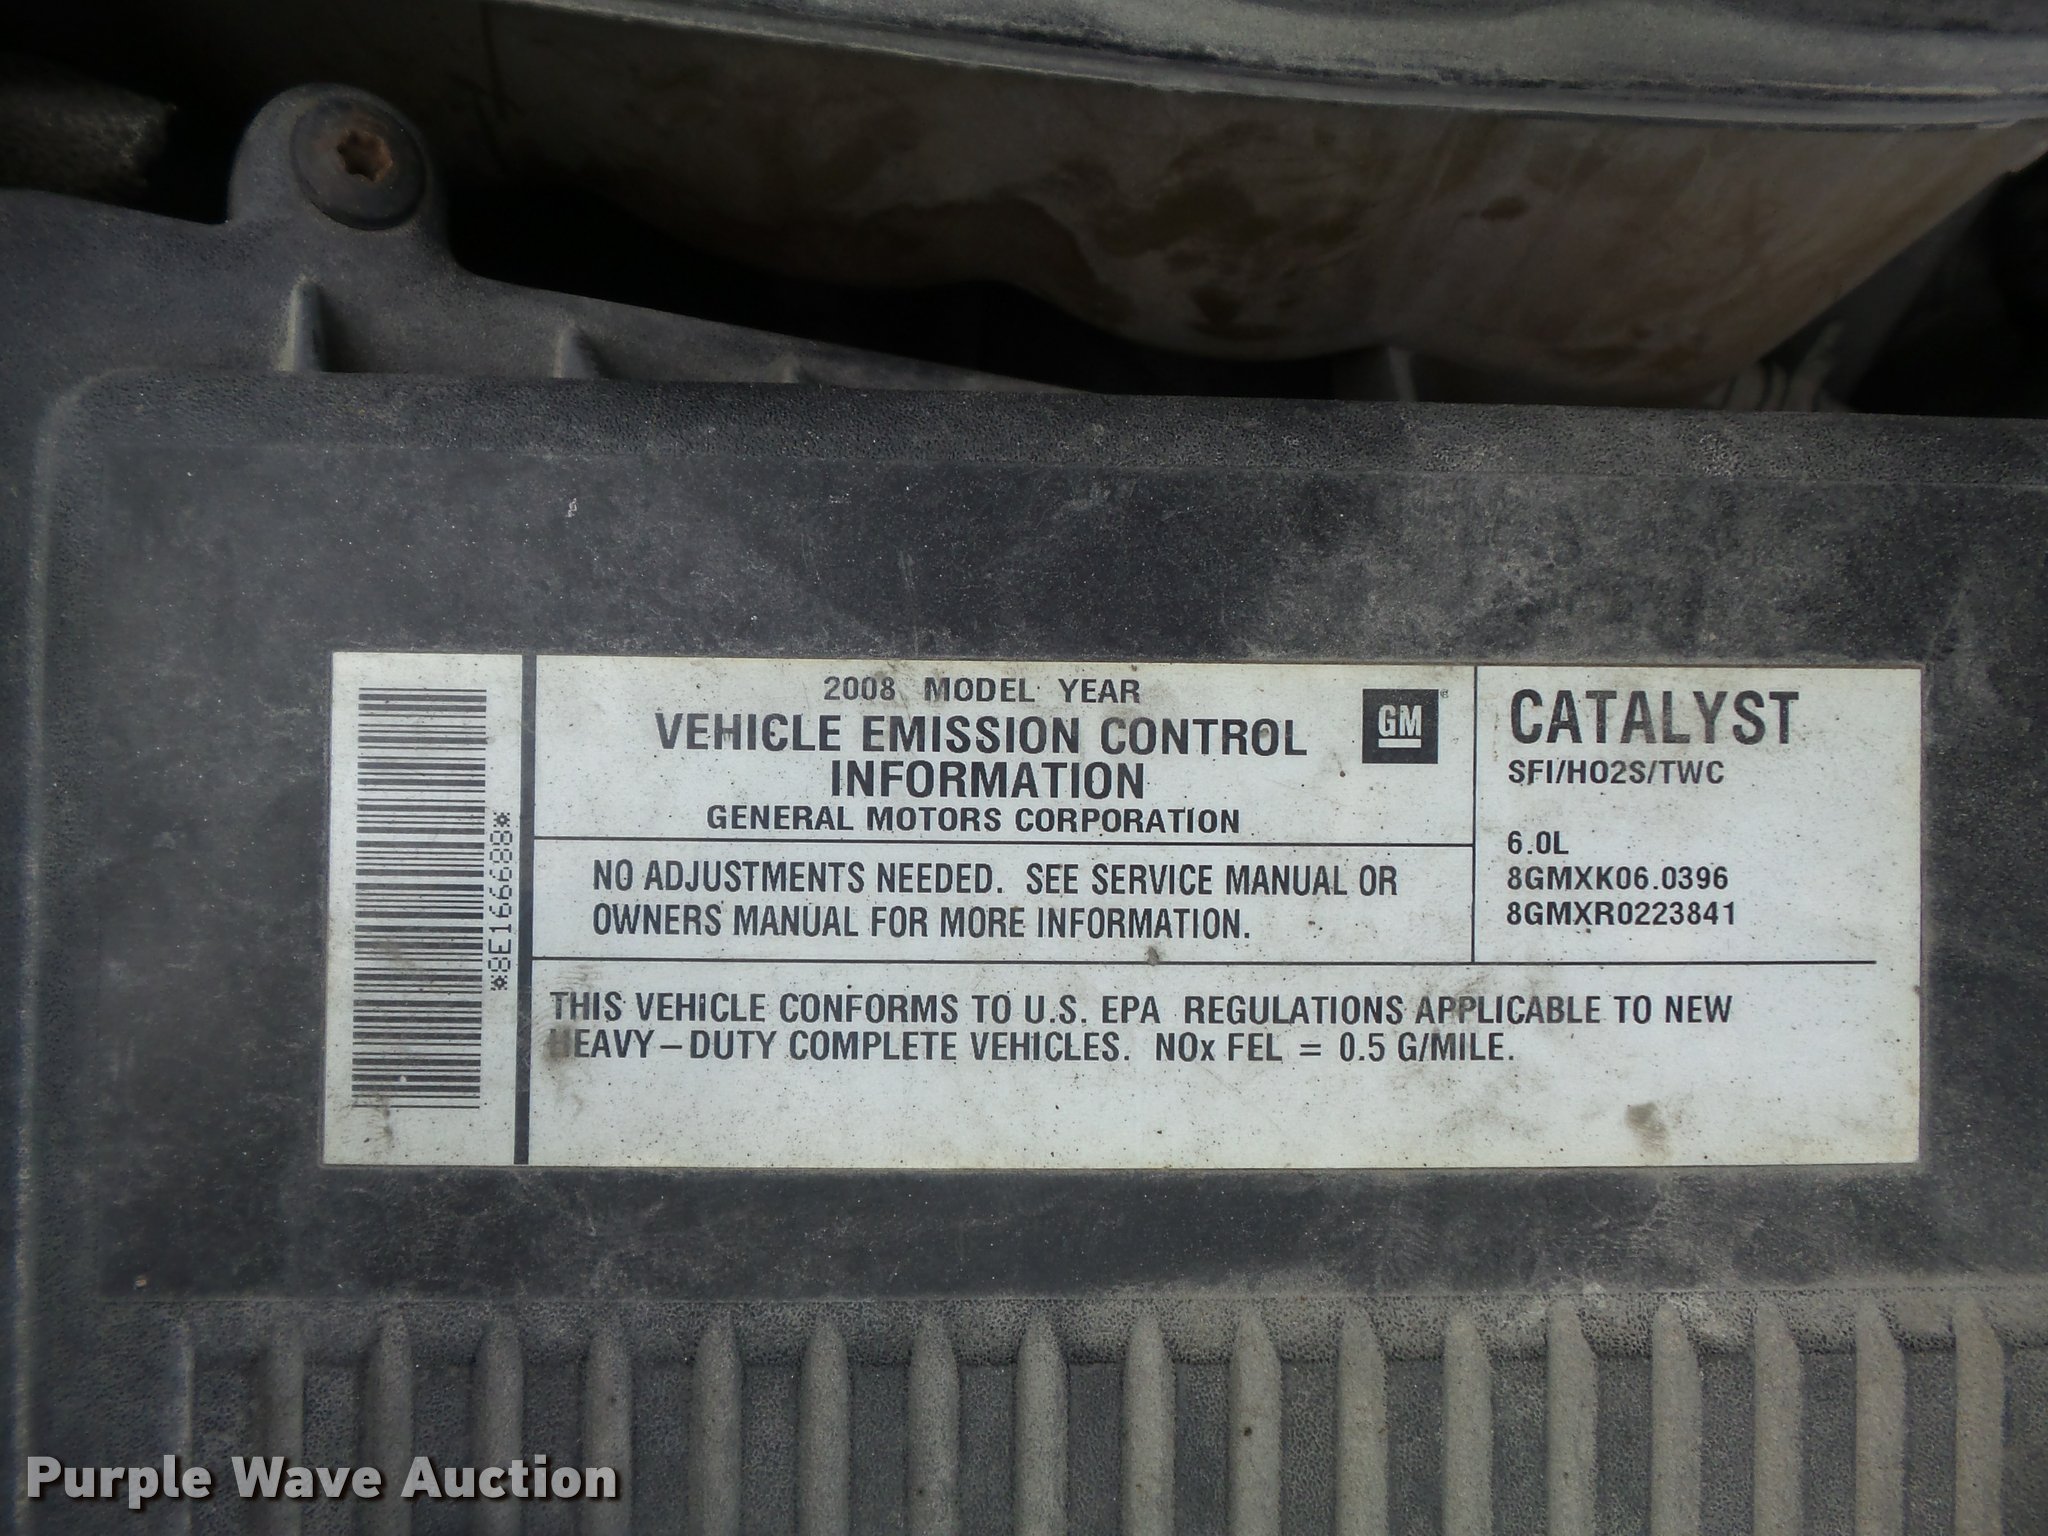 *8E166688*
2008 MODEL YEAR
VEHICLE EMISSION CONTROL
INFORMATION
GENERAL MOTORS CORPORATION
GM®
NO ADJUSTMENTS NEEDED. SEE SERVICE MANUAL OR
OWNERS MANUAL FOR MORE INFORMATION.
CATALYST
SFI/HO2S/TWC
6.0L
8GMXK06.0396
8GMXR0223841
THIS VEHICLE CONFORMS TO U.S. EPA REGULATIONS APPLICABLE TO NEW
HEAVY–DUTY COMPLETE VEHICLES. NOx FEL = 0.5 G/MILE.
Purple Wave Auction